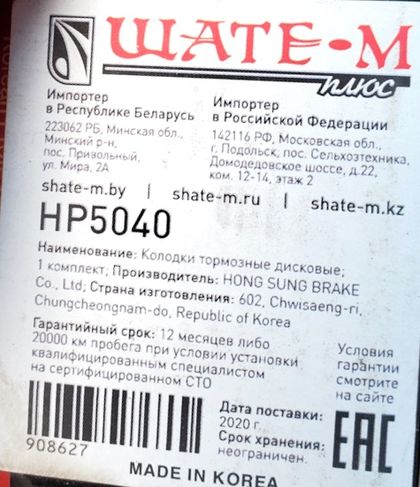 ШАТЕ-М
плюс
Импортер
в Республике Беларусь
223062 РБ, Минская обл.,
Минский р-н,
пос. Привольный,
ул. Мира, 2А
Импортер
в Российской Федерации
142116 РФ, Московская обл.,
г. Подольск, пос. Сельхозтехника,
Домодедовское шоссе, д.22,
ком. 12-14, этаж 2
shate-m.by | shate-m.ru | shate-m.kz
HP5040
Наименование: Колодки тормозные дисковые;
1 комплект; Производитель: HONG SUNG BRAKE
Co., Ltd; Страна изготовления: 602, Chwisaeng-ri,
Chungcheongnam-do, Republic of Korea
Гарантийный срок: 12 месяцев либо
20000 км пробега при условии установки
квалифицированным специалистом
на сертифицированном СТО
Условия
гарантии
смотрите
на сайте
908627
Дата поставки:
2020 г.
Срок хранения:
неограничен.
EAC
MADE IN KOREA